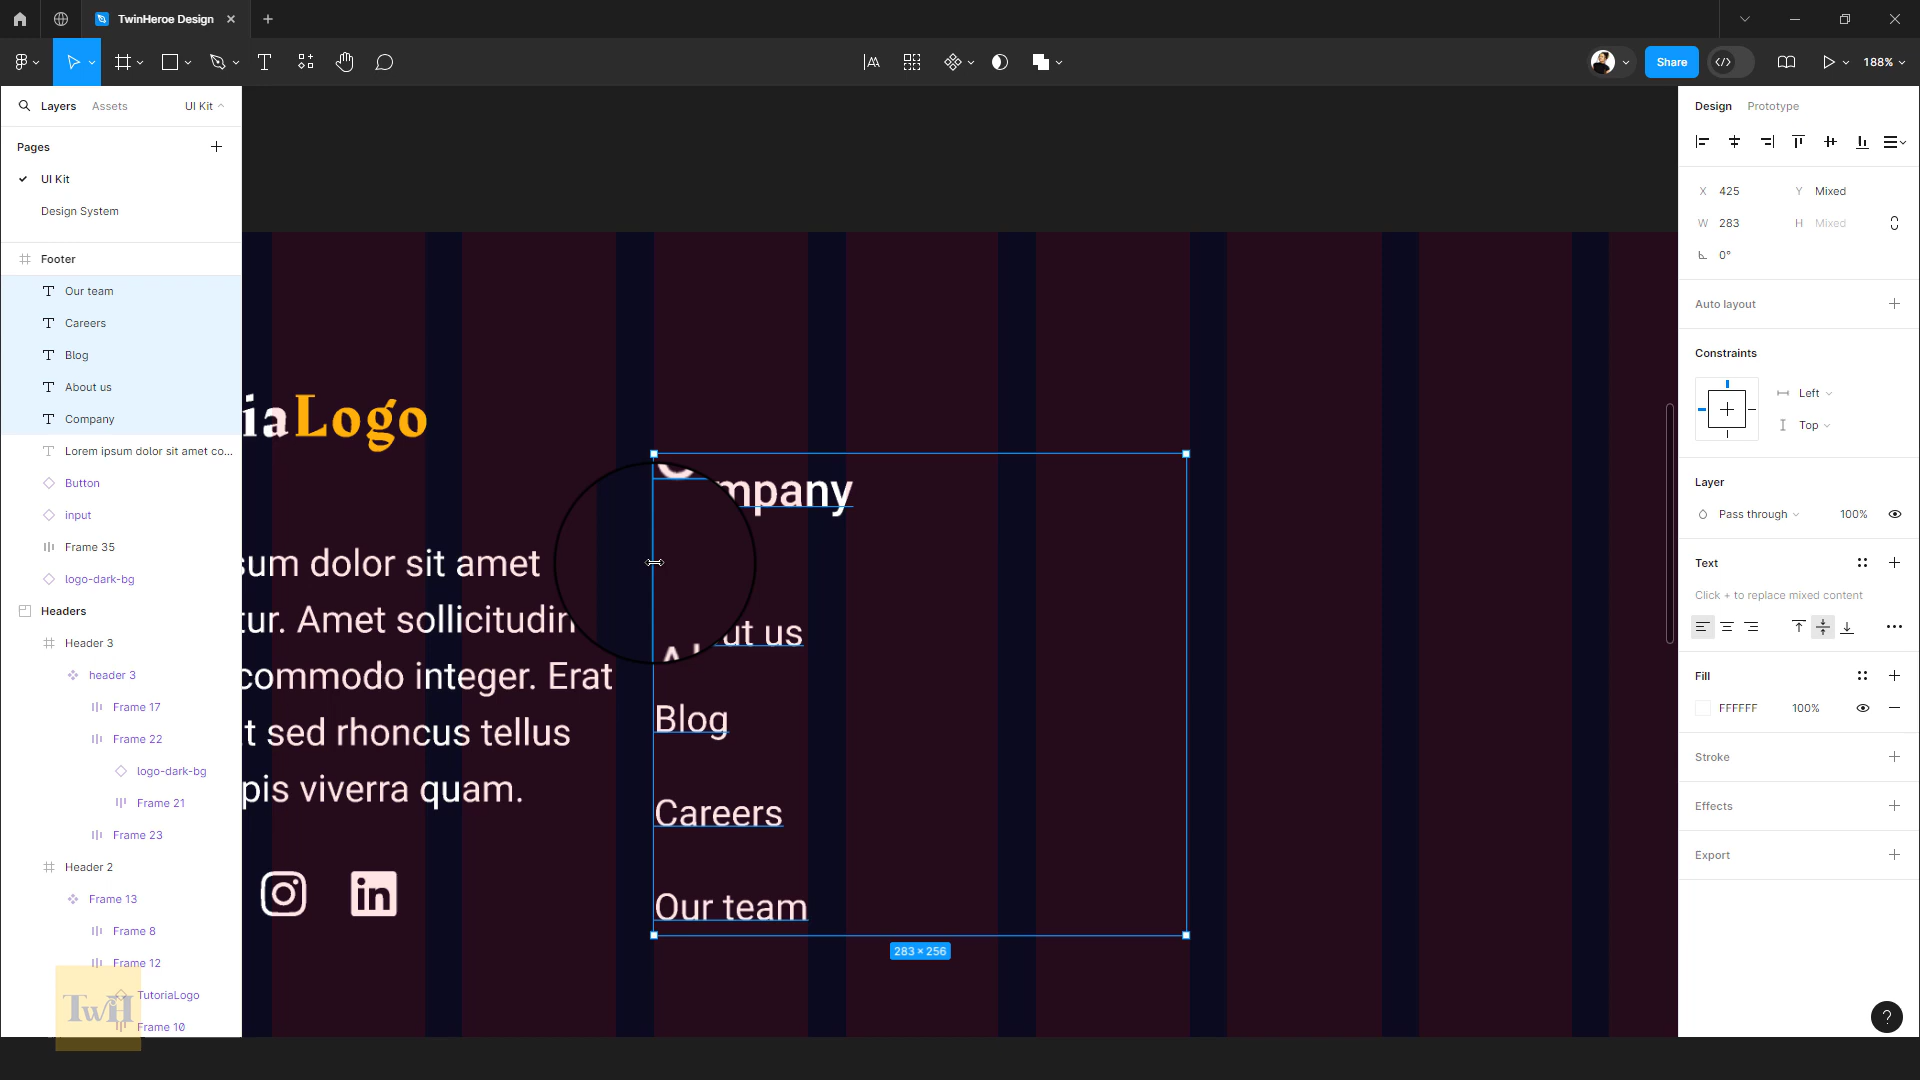 TwinHeroe Design
Share
188%
Layers
Assets
UI Kit
Pages
UI Kit
Design System
Footer
Our team
Careers
Blog
About us
Company
Lorem ipsum dolor sit amet co...
Button
input
Frame 35
logo-dark-bg
Headers
Header 3
header 3
Frame 17
Frame 22
logo-dark-bg
Frame 21
Frame 23
Header 2
Frame 13
Frame 8
Frame 12
TutoriaLogo
Frame 10
TwH
iaLogo
sum dolor sit amet
tur. Amet sollicitudin
commodo integer. Erat
t sed rhoncus tellus
pis viverra quam.
mpany
ut us
Blog
Careers
Our team
283 × 256
Design
Prototype
X 425
Y Mixed
W 283
H Mixed
0°
Auto layout
Constraints
Left
Top
Layer
Pass through
100%
Text
Click + to replace mixed content
Fill
FFFFFF
100%
Stroke
Effects
Export
?